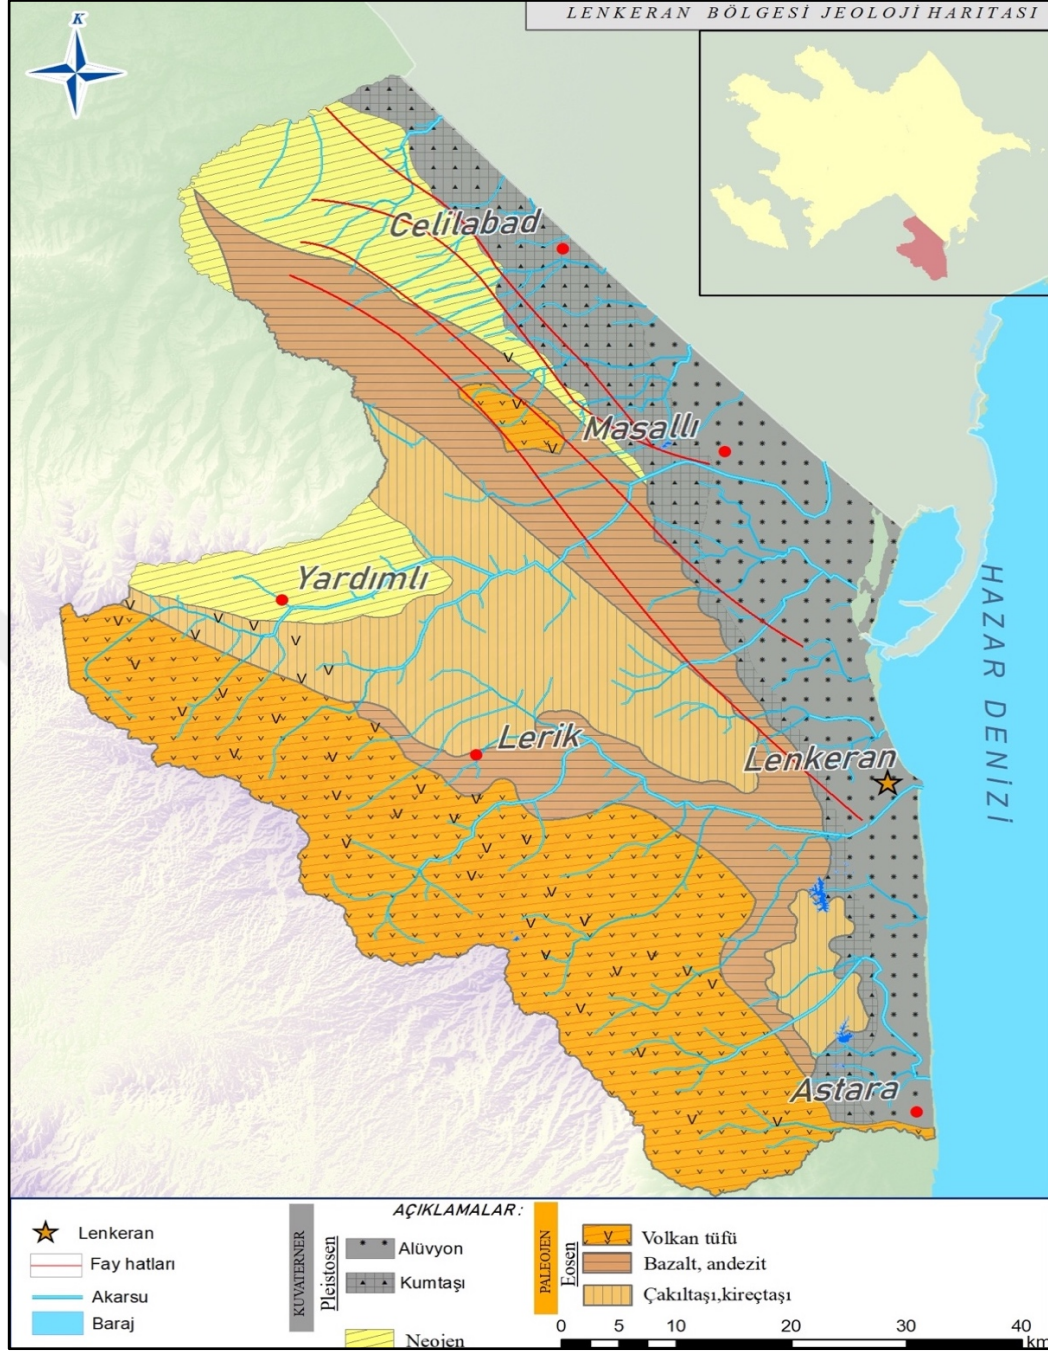 LENKERAN BÖLGESİ JEOLOJİ HARITASI
K
Celilabad
Masallı
Yardımlı
Lerik
Lenkeran
Astara
HAZAR DENİZİ
AÇIKLAMALAR :
Lenkeran
Fay hatları
Akarsu
Baraj
KUVATERNER
Pleistosen
Alüvyon
Kumtaşı
Neojen
PALEOJEN
Eosen
V Volkan tüfü
Bazalt, andezit
Çakıltaşı,kireçtaşı
0 5 10 20 30 40
km